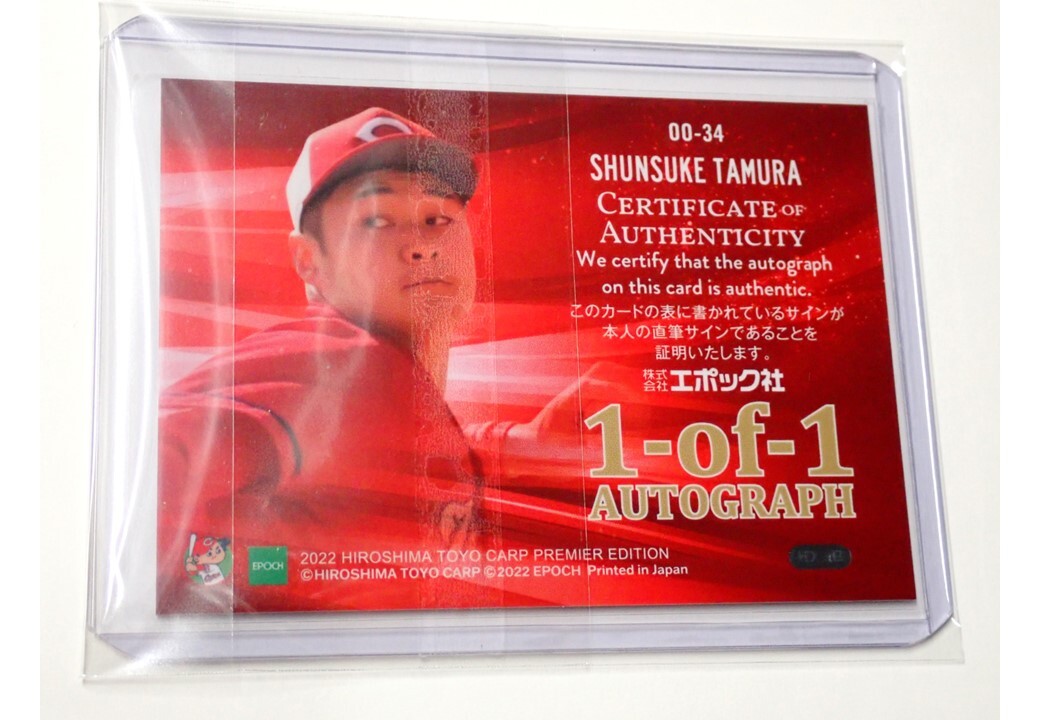 00-34
SHUNSUKE TAMURA
CERTIFICATE OF
AUTHENTICITY
We certify that the autograph
on this card is authentic.
このカードの表に書かれているサインが
本人の直筆サインであることを
証明いたします。
株式会社エポック社
1-of-1
AUTOGRAPH
EPOCH
2022 HIROSHIMA TOYO CARP PREMIER EDITION
©HIROSHIMA TOYO CARP ©2022 EPOCH Printed in Japan